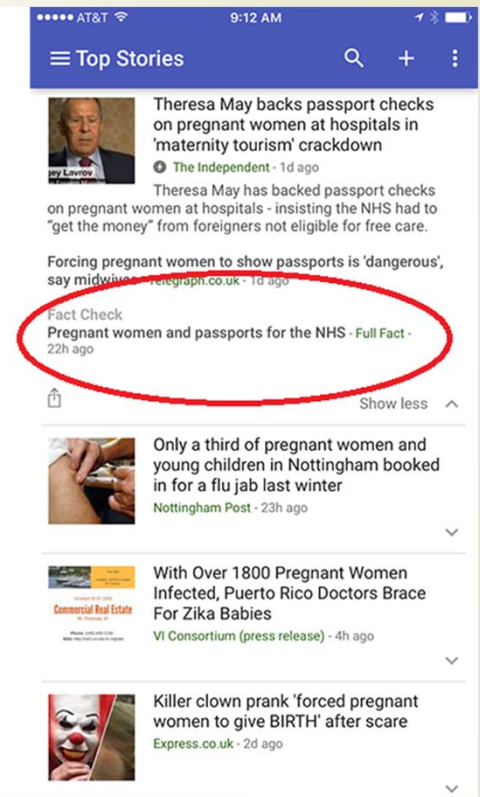 AT&T 9:12 AM
Top Stories
Theresa May backs passport checks
on pregnant women at hospitals in
'maternity tourism' crackdown
The Independent - 1d ago
ey Lavrov
Theresa May has backed passport checks
on pregnant women at hospitals - insisting the NHS had to
"get the money" from foreigners not eligible for free care.
Forcing pregnant women to show passports is 'dangerous',
say midwives - Telegraph.co.uk - 1d ago
Fact Check
Pregnant women and passports for the NHS - Full Fact -
22h ago
Show less
Only a third of pregnant women and
young children in Nottingham booked
in for a flu jab last winter
Nottingham Post - 23h ago
With Over 1800 Pregnant Women
Infected, Puerto Rico Doctors Brace
For Zika Babies
Commercial Real Estate
VI Consortium (press release) - 4h ago
Killer clown prank 'forced pregnant
women to give BIRTH' after scare
Express.co.uk - 2d ago